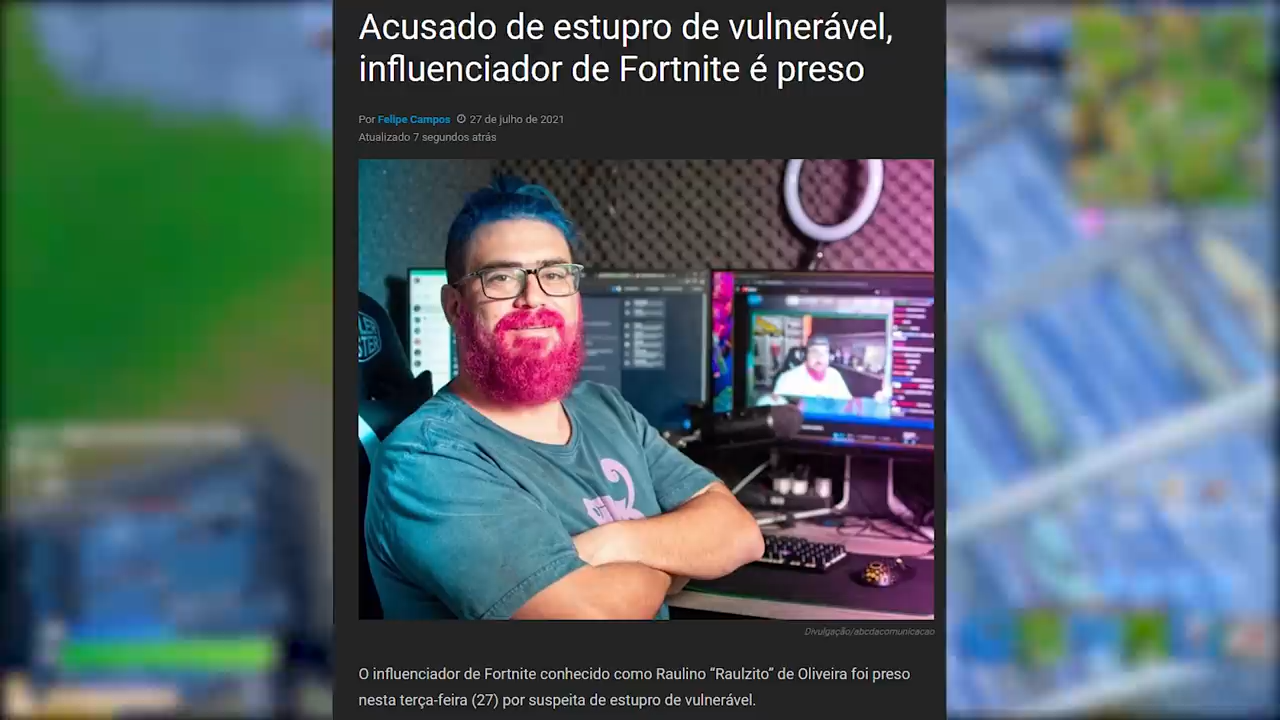 Acusado de estupro de vulnerável,
influenciador de Fortnite é preso
Por Felipe Campos 27 de julho de 2021
Atualizado 7 segundos atrás
Divulgação/abcdacomunicacao
O influenciador de Fortnite conhecido como Raulino “Raulzito” de Oliveira foi preso
nesta terça-feira (27) por suspeita de estupro de vulnerável.